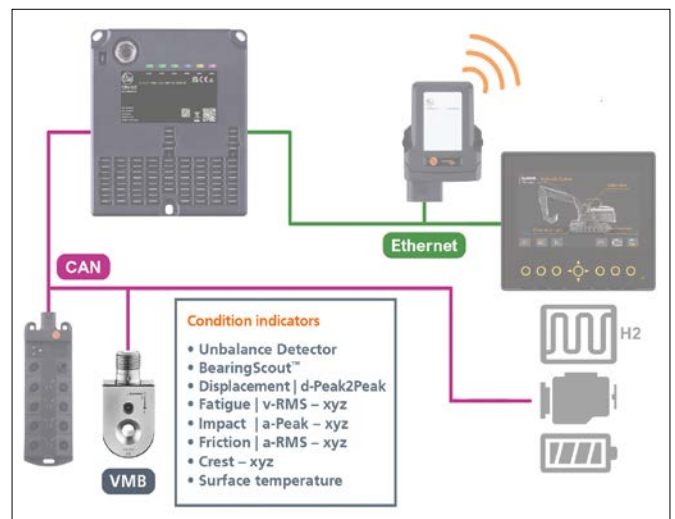 Ethernet
CAN
H2
Condition indicators
• Unbalance Detector
• BearingScout™
• Displacement | d-Peak2Peak
• Fatigue | v-RMS – xyz
• Impact | a-Peak – xyz
• Friction | a-RMS – xyz
• Crest – xyz
• Surface temperature
VMB